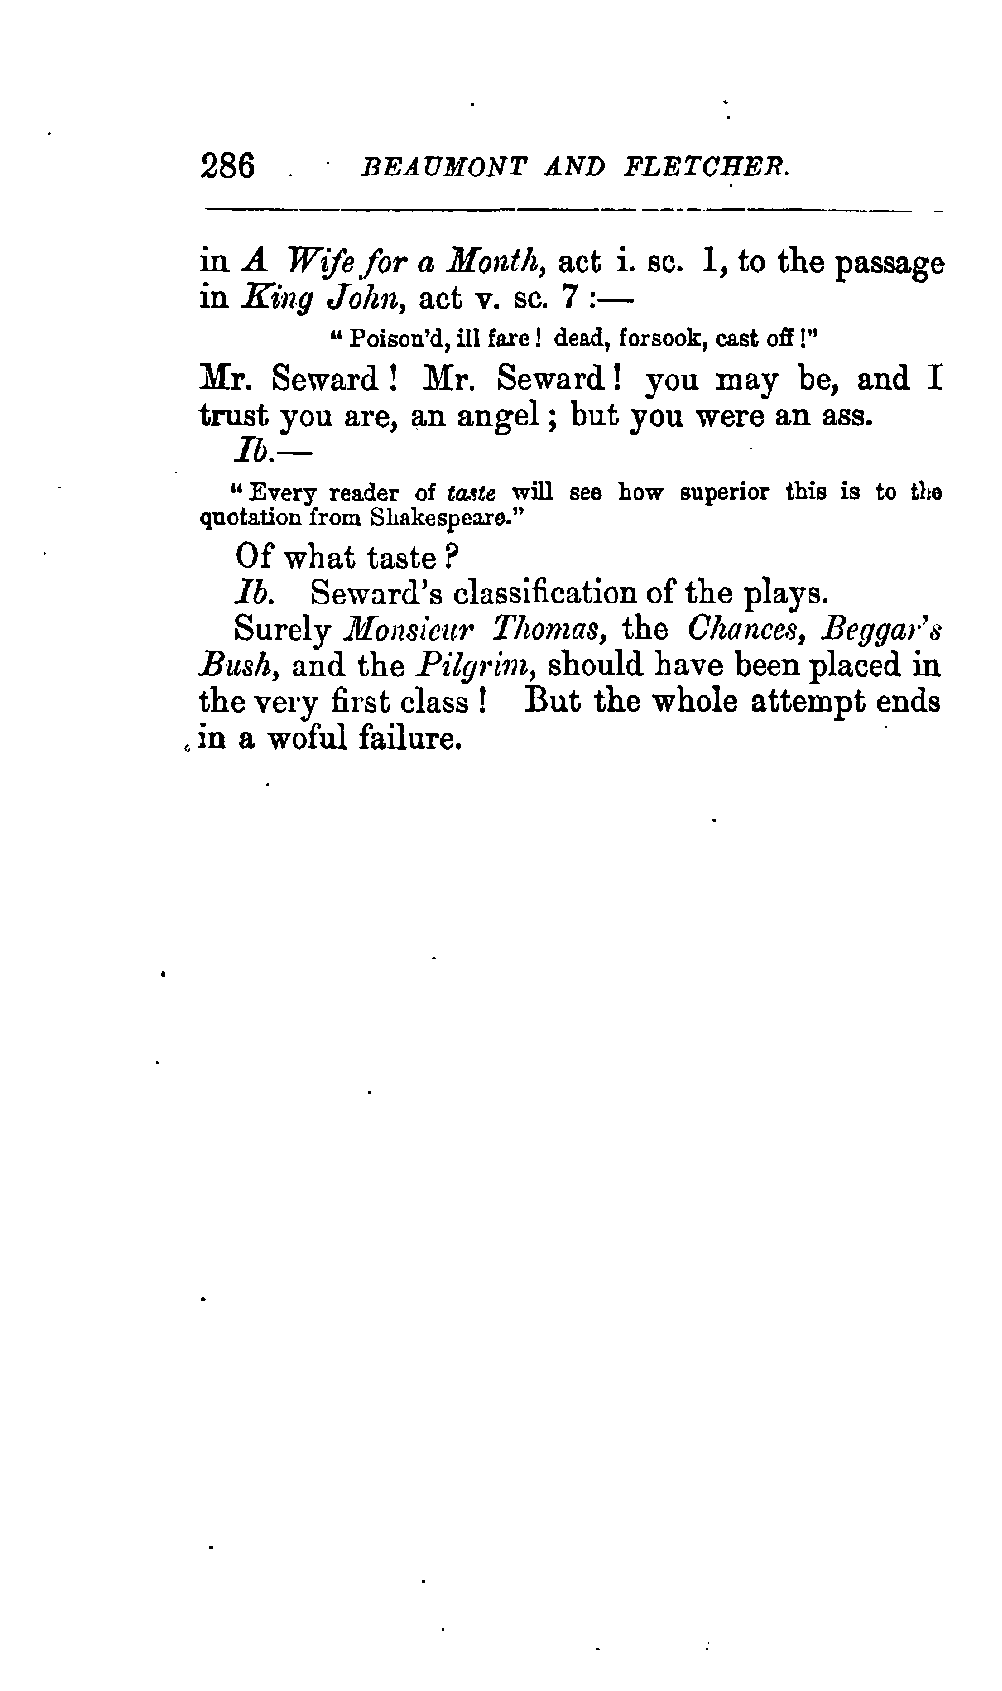 286 BEAUMONT AND FLETCHER.
in A Wife for a Month, act i. sc. 1, to the passage
in King John, act v. sc. 7 :—
“ Poison’d, ill fare ! dead, forsook, cast off !”
Mr. Seward ! Mr. Seward ! you may be, and I
trust you are, an angel ; but you were an ass.
Ib.—
“ Every reader of taste will see how superior this is to the
quotation from Shakespeare.”
Of what taste ?
Ib. Seward’s classification of the plays.
Surely Monsieur Thomas, the Chances, Beggar’s
Bush, and the Pilgrim, should have been placed in
the very first class ! But the whole attempt ends
in a woful failure.